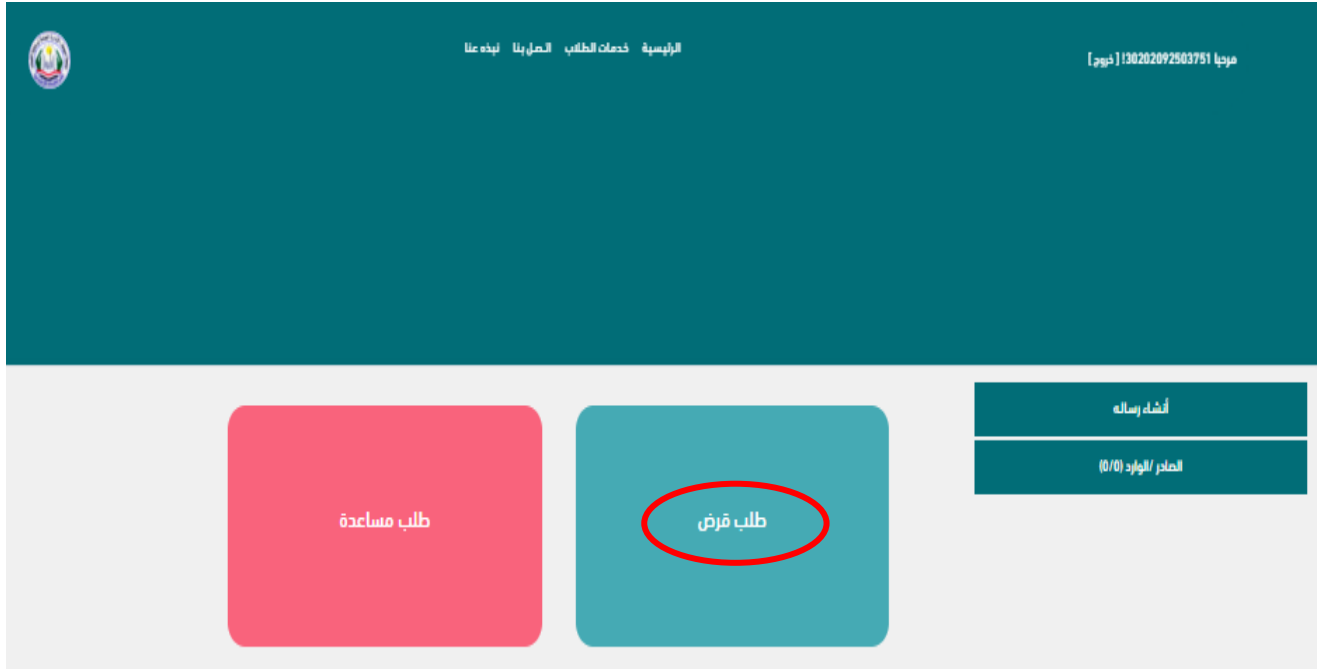 مرحبا 30202092503751! [ خروج ]
الرئيسية خدمات الطلاب اتصل بنا نبذه عنا
أنشاء رساله
الصادر /الوارد (0/0)
طلب قرض
طلب مساعدة